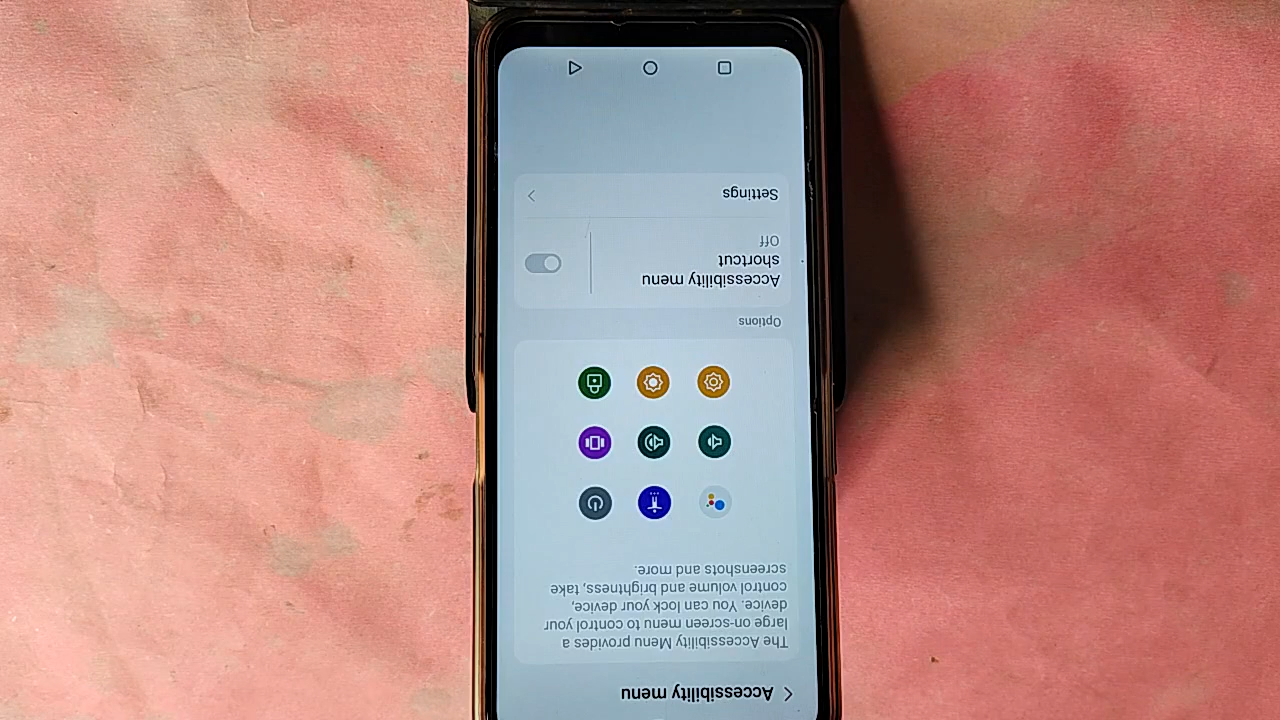 Accessibility menu
The Accessibility Menu provides a
large on-screen menu to control your
device. You can lock your device,
control volume and brightness, take
screenshots and more.
Options
Accessibility menu
shortcut
Off
Settings